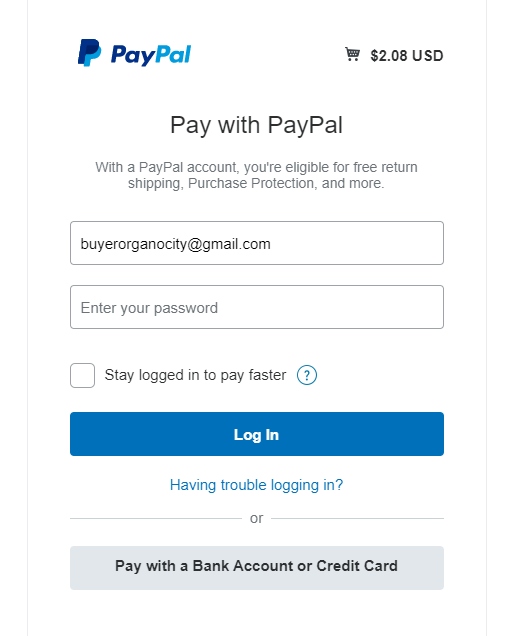 PayPal
$2.08 USD
Pay with PayPal
With a PayPal account, you're eligible for free return
shipping, Purchase Protection, and more.
buyerorganocity@gmail.com
Enter your password
Stay logged in to pay faster ?
Log In
Having trouble logging in?
or
Pay with a Bank Account or Credit Card